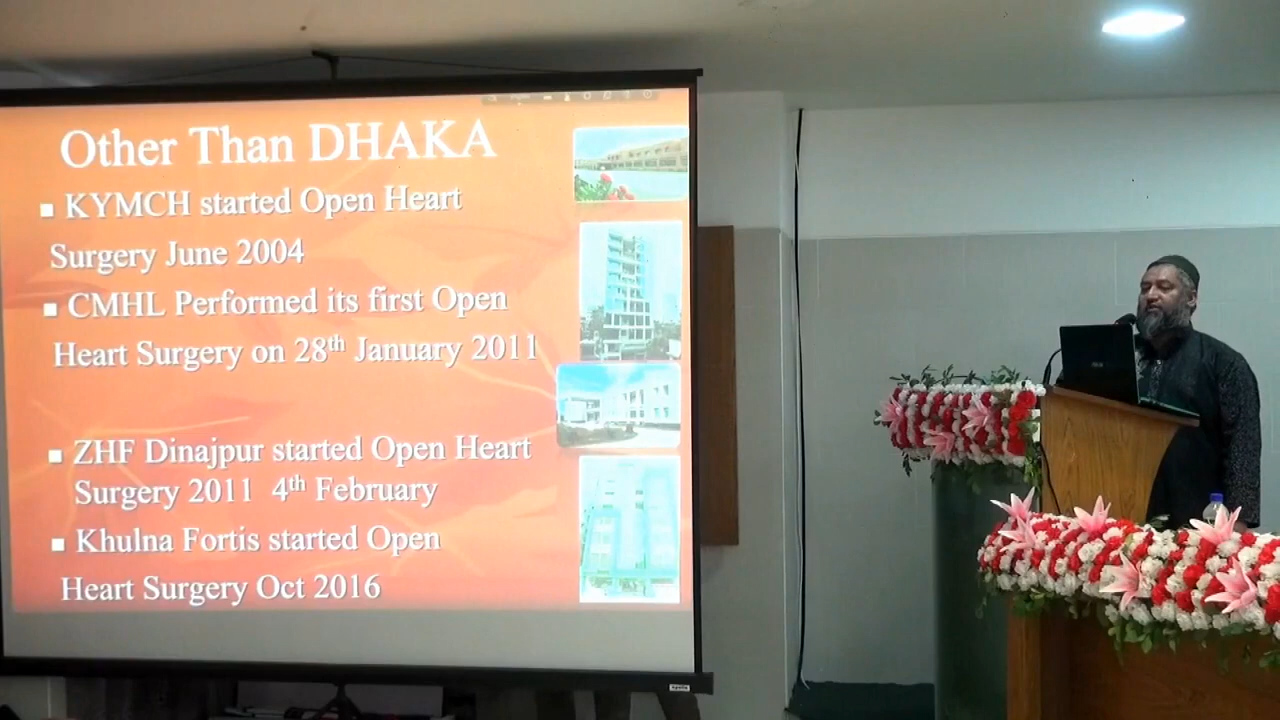 Other Than DHAKA
▪ KYMCH started Open Heart
Surgery June 2004
▪ CMHL Performed its first Open
Heart Surgery on 28th January 2011
▪ ZHF Dinajpur started Open Heart
Surgery 2011 4th February
▪ Khulna Fortis started Open
Heart Surgery Oct 2016